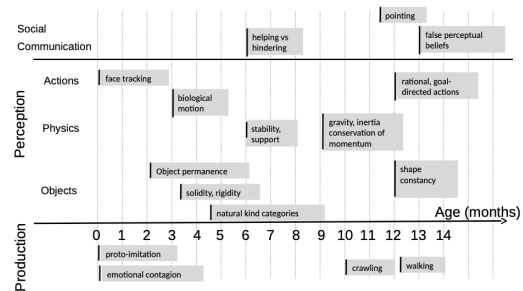 pointing
Social
Communication
helping vs
hindering
false perceptual
beliefs
Perception
Actions
face tracking
rational, goal-
directed actions
biological
motion
Physics
stability,
support
gravity, inertia
conservation of
momentum
Objects
Object permanence
shape
constancy
solidity, rigidity
natural kind categories
Age (months)
0 1 2 3 4 5 6 7 8 9 10 11 12 13 14
Production
proto-imitation
emotional contagion
crawling
walking